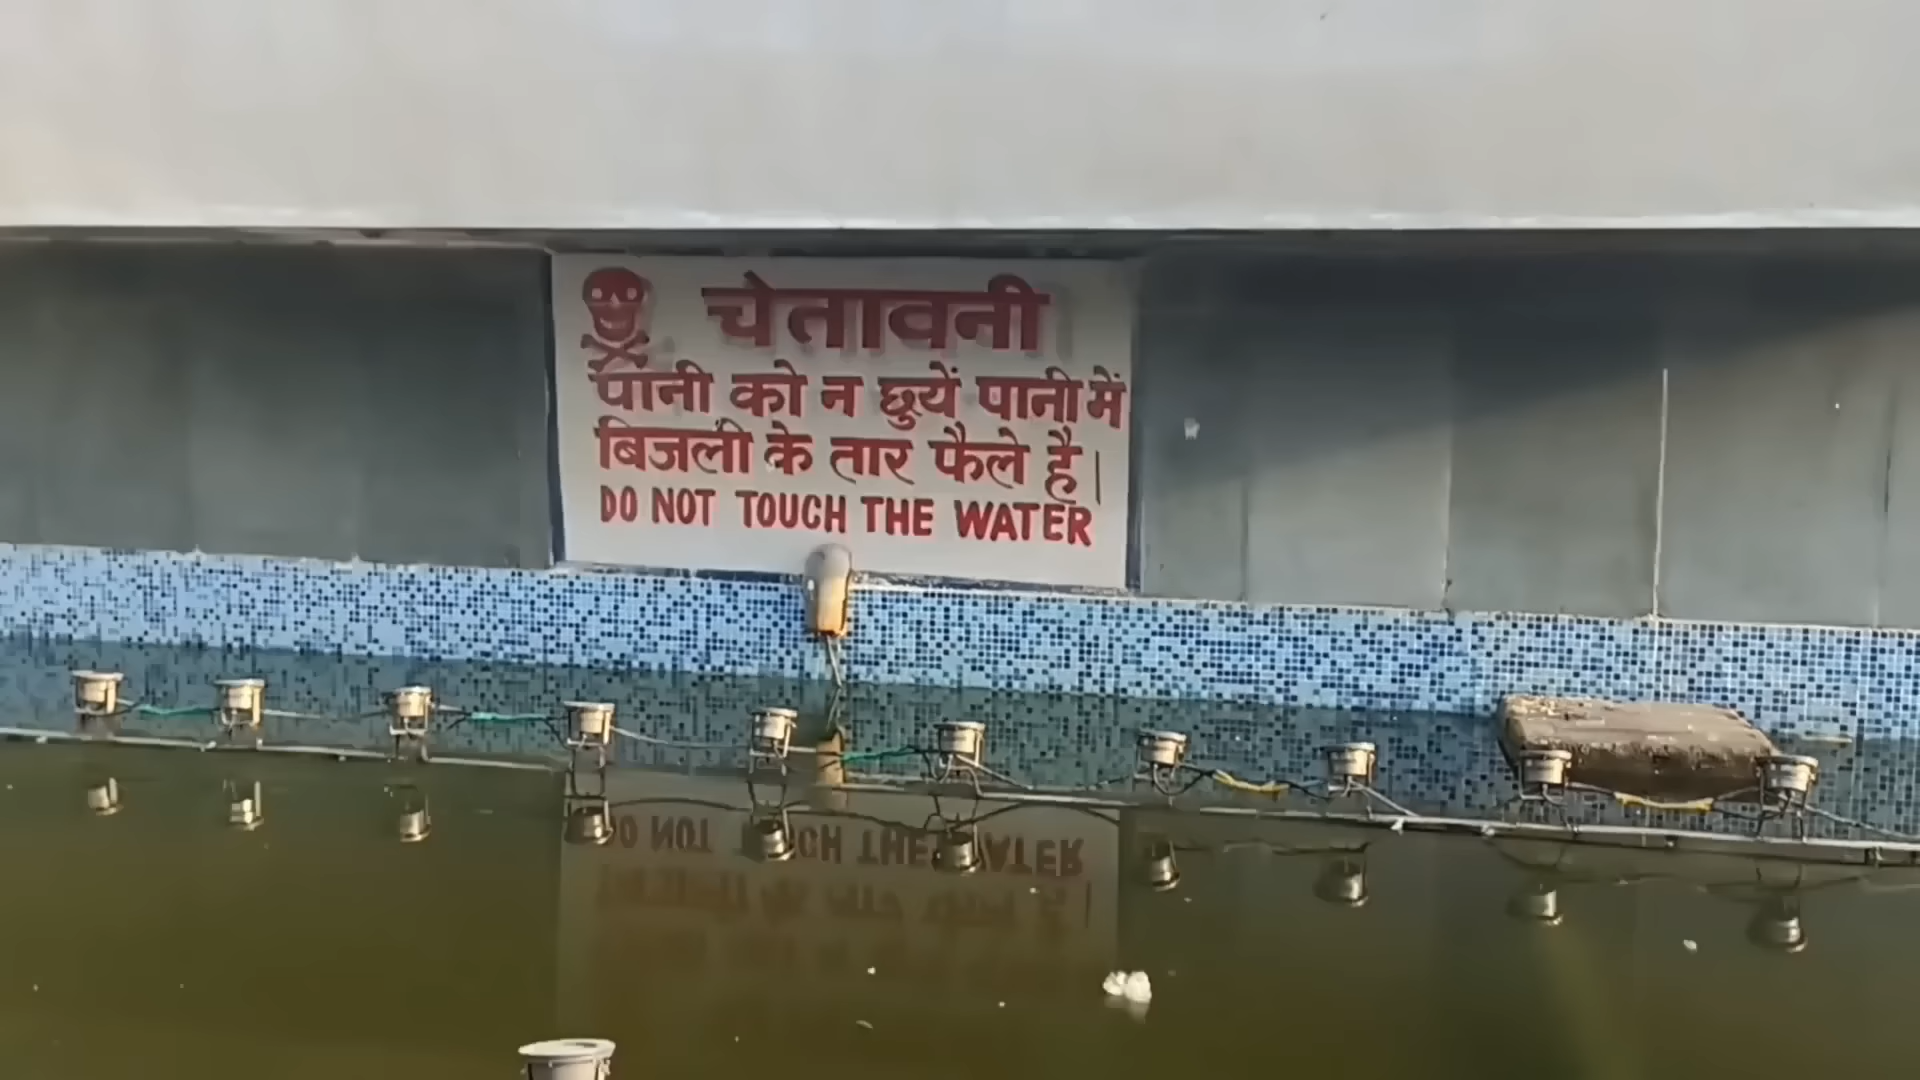 चेतावनी
पानी को न छुयें पानी में
बिजली के तार फैले है।
DO NOT TOUCH THE WATER